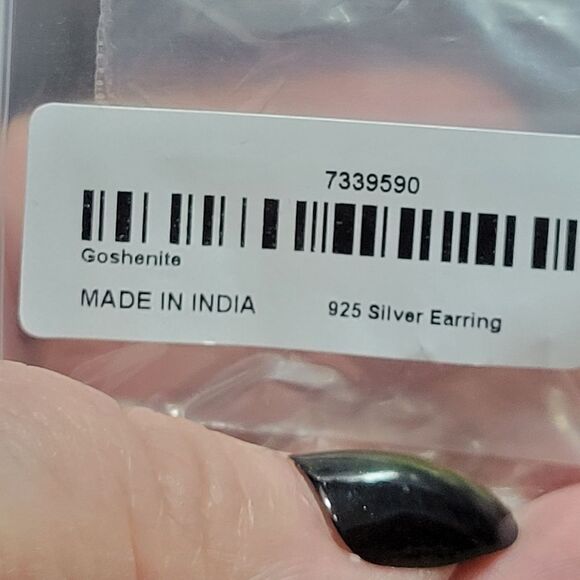 7339590
Goshenite
MADE IN INDIA 925 Silver Earring